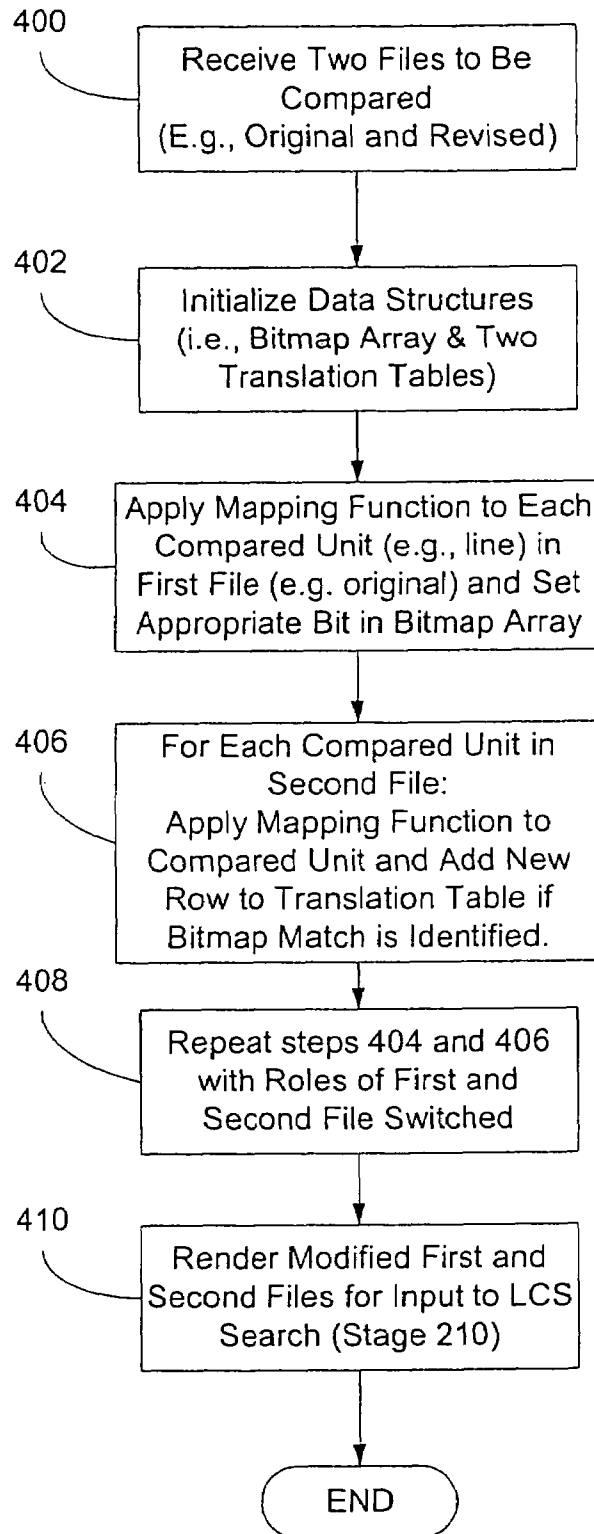 400
Receive Two Files to Be
Compared
(E.g., Original and Revised)
402
Initialize Data Structures
(i.e., Bitmap Array & Two
Translation Tables)
404
Apply Mapping Function to Each
Compared Unit (e.g., line) in
First File (e.g. original) and Set
Appropriate Bit in Bitmap Array
406
For Each Compared Unit in
Second File:
Apply Mapping Function to
Compared Unit and Add New
Row to Translation Table if
Bitmap Match is Identified.
408
Repeat steps 404 and 406
with Roles of First and
Second File Switched
410
Render Modified First and
Second Files for Input to LCS
Search (Stage 210)
END